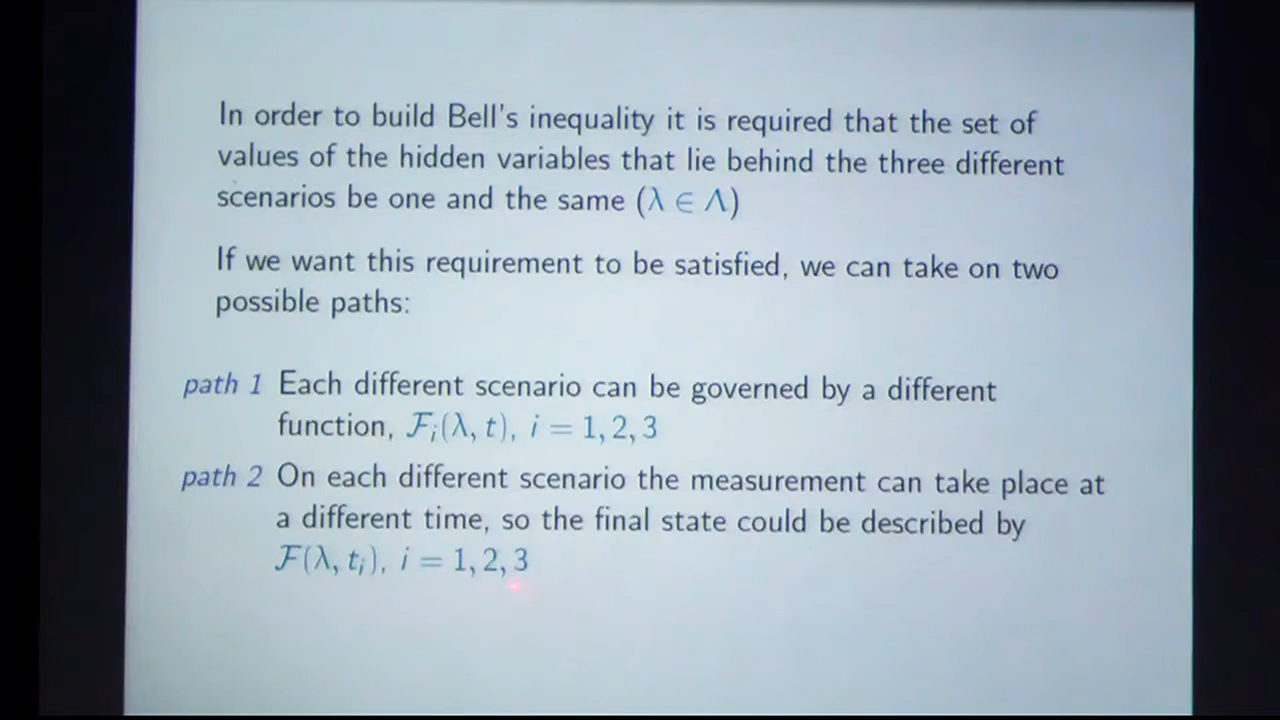 In order to build Bell's inequality it is required that the set of
values of the hidden variables that lie behind the three different
scenarios be one and the same (λ ∈ Λ)
If we want this requirement to be satisfied, we can take on two
possible paths:
path 1 Each different scenario can be governed by a different
function, ℱᵢ(λ, t), i = 1, 2, 3
path 2 On each different scenario the measurement can take place at
a different time, so the final state could be described by
ℱ(λ, tᵢ), i = 1, 2, 3